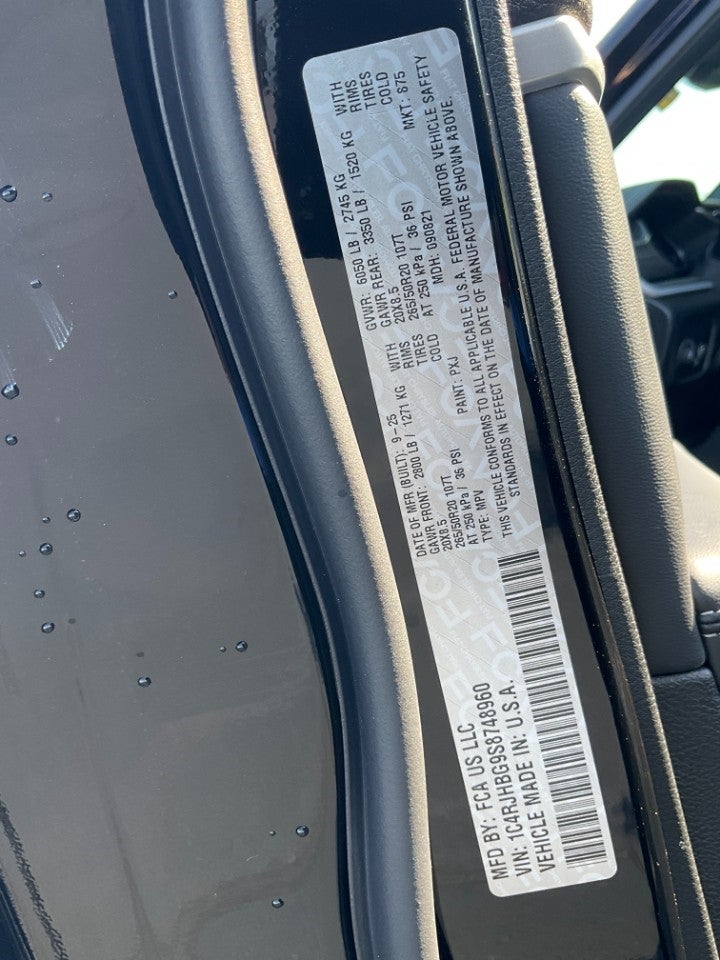 MFD BY: FCA US LLC
VIN: 1C4RJHBG9S8748960
VEHICLE MADE IN: U.S.A.
DATE OF MFR (BUILT): 9-25
GAWR FRONT: 2800 LB / 1271 KG WITH
20X8.5 RIMS
265/50R20 107T TIRES
AT 250 kPa / 36 PSI COLD
TYPE: MPV PAINT: PXJ
GVWR: 6050 LB / 2745 KG
GAWR REAR: 3350 LB / 1520 KG WITH
20X8.5 RIMS
265/50R20 107T TIRES
AT 250 kPa / 36 PSI COLD
MDH: 090821 MKT: 875
THIS VEHICLE CONFORMS TO ALL APPLICABLE U.S.A. FEDERAL MOTOR VEHICLE SAFETY
STANDARDS IN EFFECT ON THE DATE OF MANUFACTURE SHOWN ABOVE.